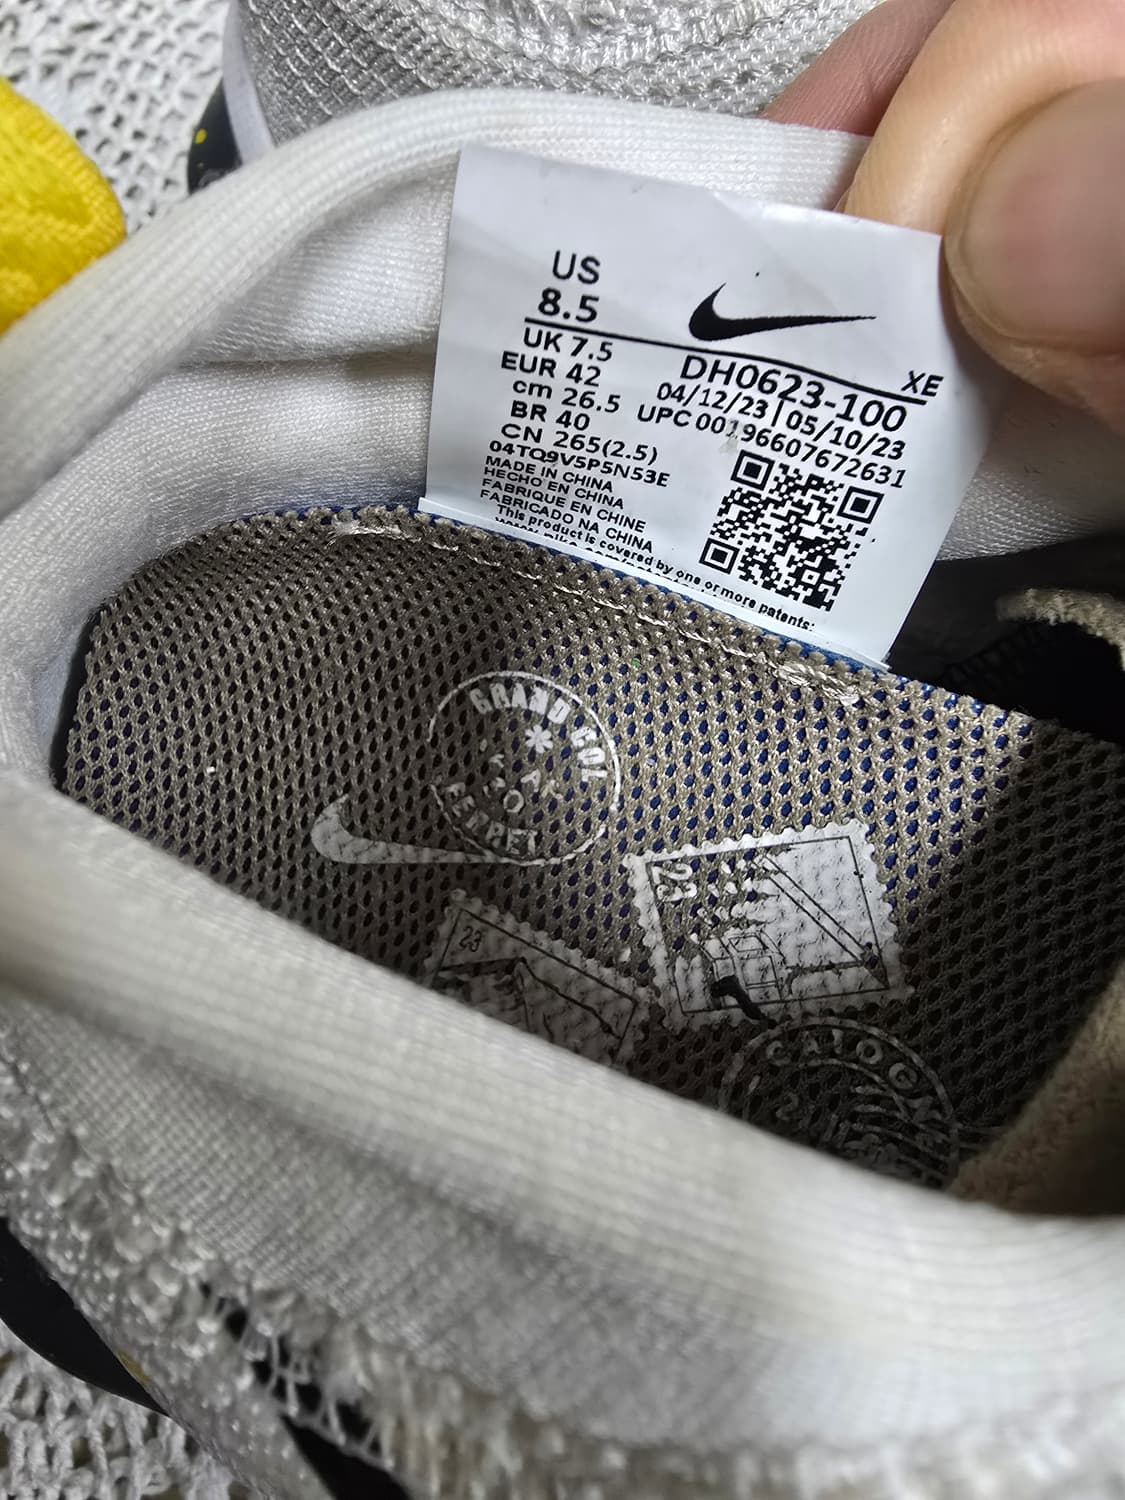 US
8.5
UK 7.5
EUR 42
cm 26.5
BR 40
CN 265(2.5)
04TQ9V5P5N53E
MADE IN CHINA
HECHO EN CHINA
FABRIQUE EN CHINE
FABRICADO NA CHINA
This product is covered by one or more patents:
XE
DH0623-100
04/12/23 | 05/10/23
UPC 00196607672631
GRAND
23
23